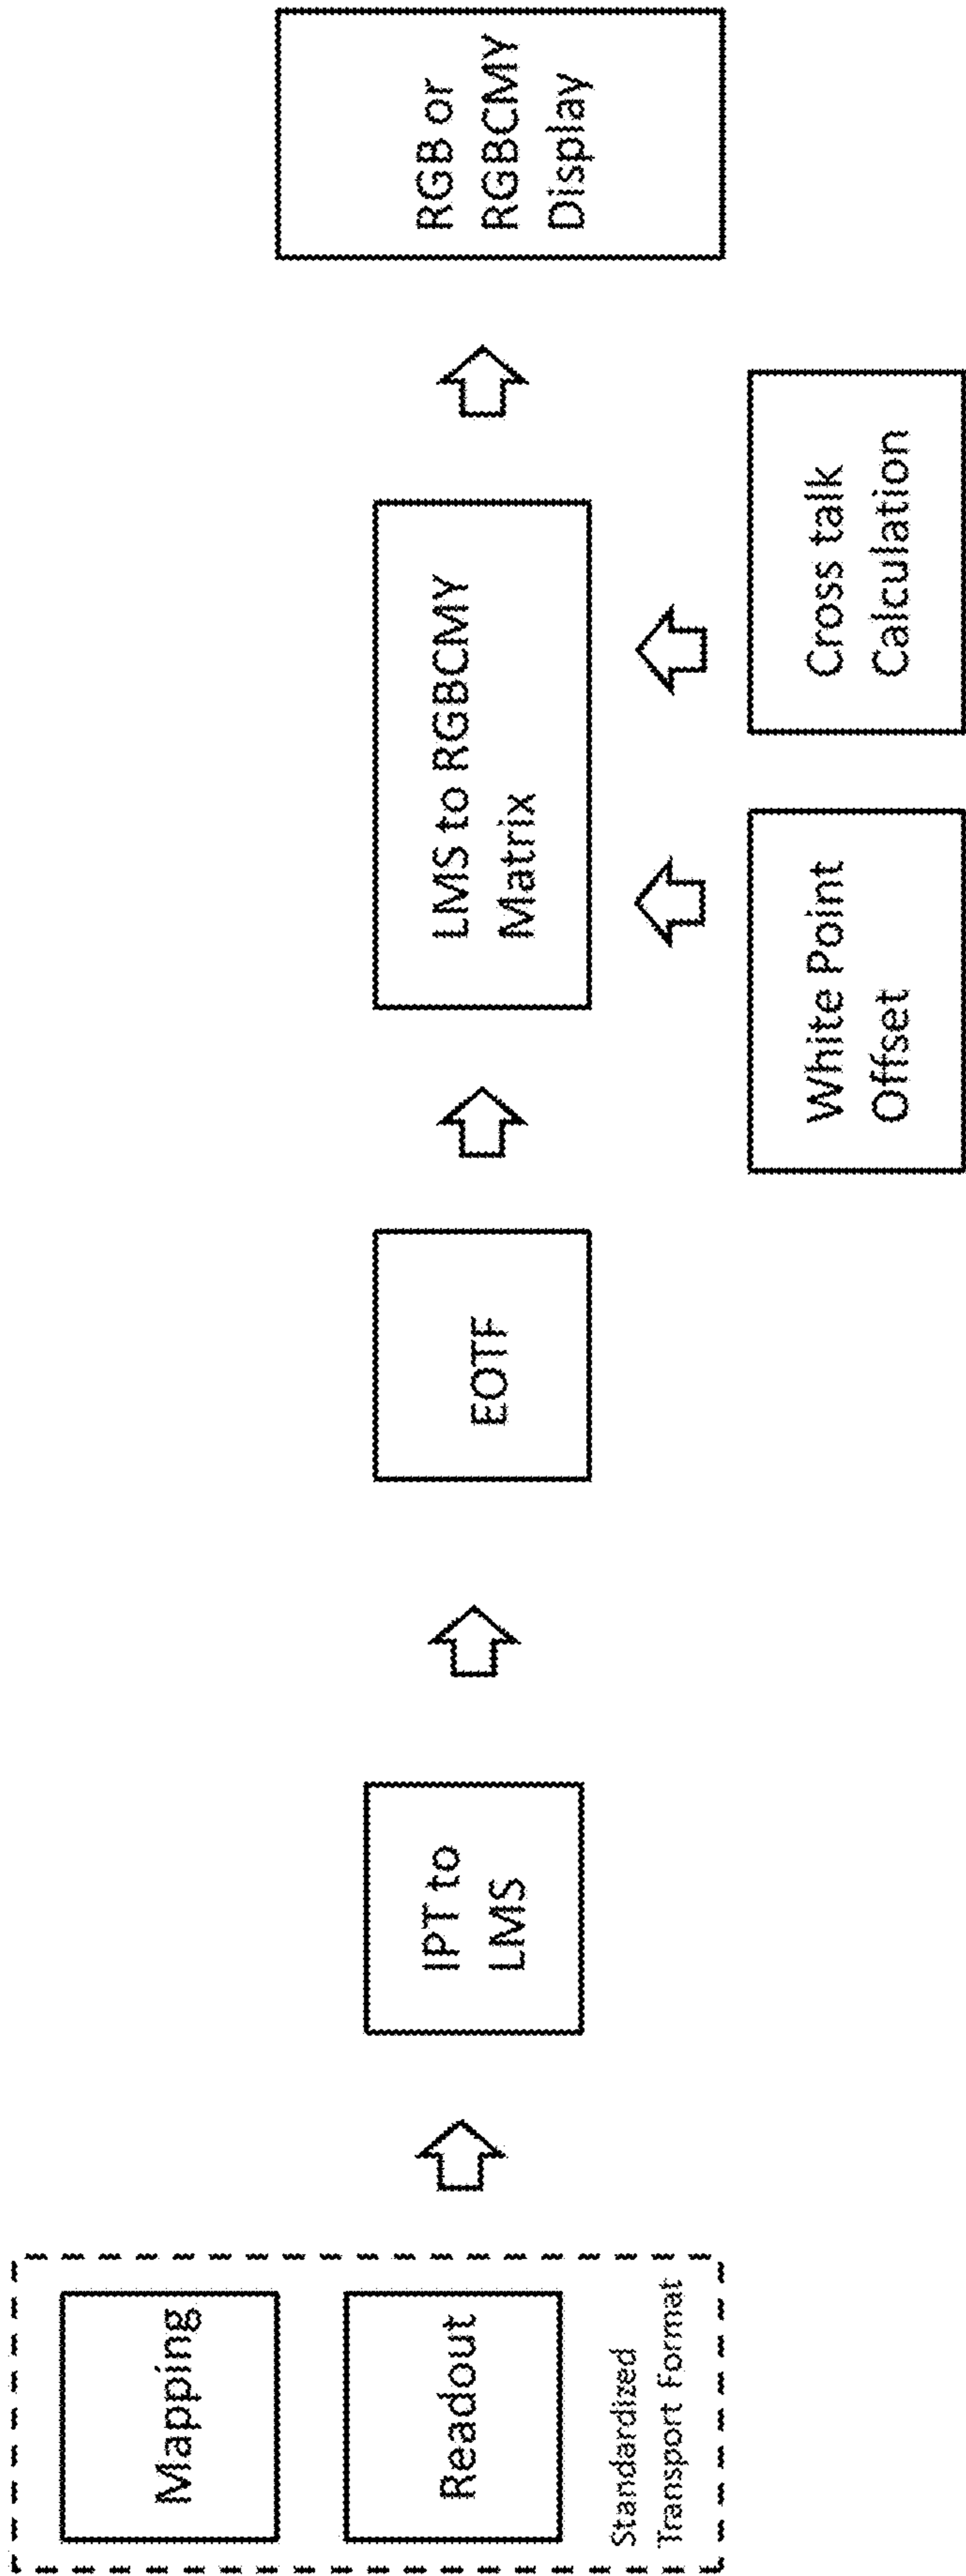 Mapping
Readout
Standardized
Transport Format
IPT to
LMS
EOTF
LMS to RGBCMY
Matrix
White Point
Offset
Cross talk
Calculation
RGB or
RGBCMY
Display